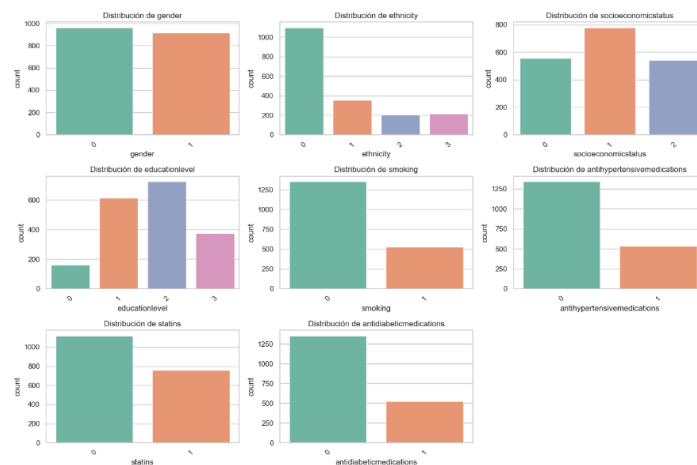 Distribución de gender
1000
800
600
400
200
0
count
0 1
gender
Distribución de ethnicity
1000
800
600
400
200
0
count
0 1 2 3
ethnicity
Distribución de socioeconomicstatus
800
600
400
200
0
count
0 1 2
socioeconomicstatus
Distribución de educationlevel
600
400
200
0
count
0 1 2 3
educationlevel
Distribución de smoking
1250
1000
750
500
250
0
count
0 1
smoking
Distribución de antihypertensivemedications
1250
1000
750
500
250
0
count
0 1
antihypertensivemedications
Distribución de statins
1000
800
600
400
200
0
count
0 1
statins
Distribución de antidiabeticmedications
1250
1000
750
500
250
0
count
0 1
antidiabeticmedications